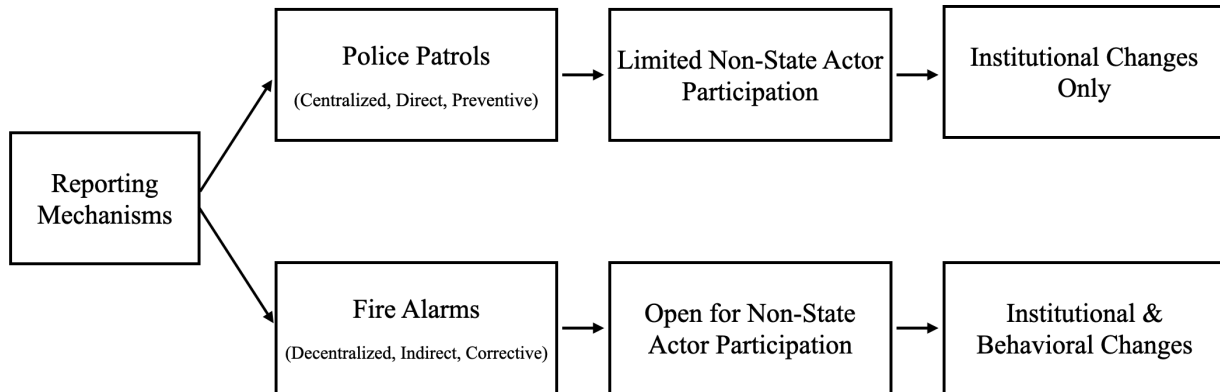 Reporting
Mechanisms
Police Patrols
(Centralized, Direct, Preventive)
Limited Non-State Actor
Participation
Institutional Changes
Only
Fire Alarms
(Decentralized, Indirect, Corrective)
Open for Non-State
Actor Participation
Institutional &
Behavioral Changes